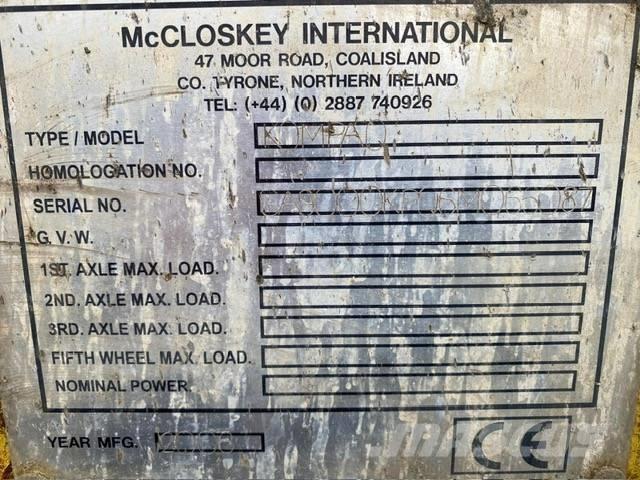 McCLOSKEY INTERNATIONAL
47 MOOR ROAD, COALISLAND
CO. TYRONE, NORTHERN IRELAND
TEL: (+44) (0) 2887 740926
TYPE / MODEL
HOMOLOGATION NO.
SERIAL NO.
G. V. W.
1ST. AXLE MAX. LOAD.
2ND. AXLE MAX. LOAD.
3RD. AXLE MAX. LOAD.
FIFTH WHEEL MAX. LOAD.
NOMINAL POWER.
YEAR MFG.
CE
MASCUS